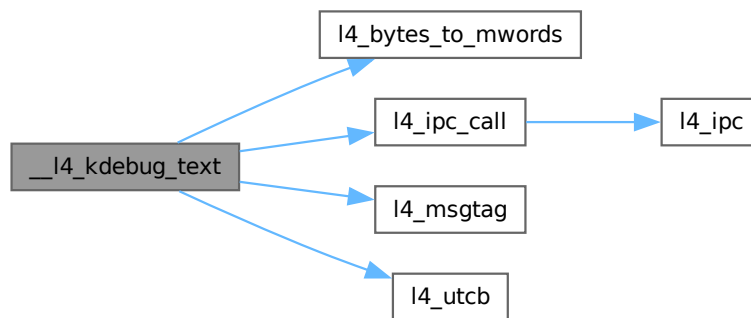 l4_bytes_to_mwords
l4_ipc_call
l4_ipc
__l4_kdebug_text
l4_msgtag
l4_utcb